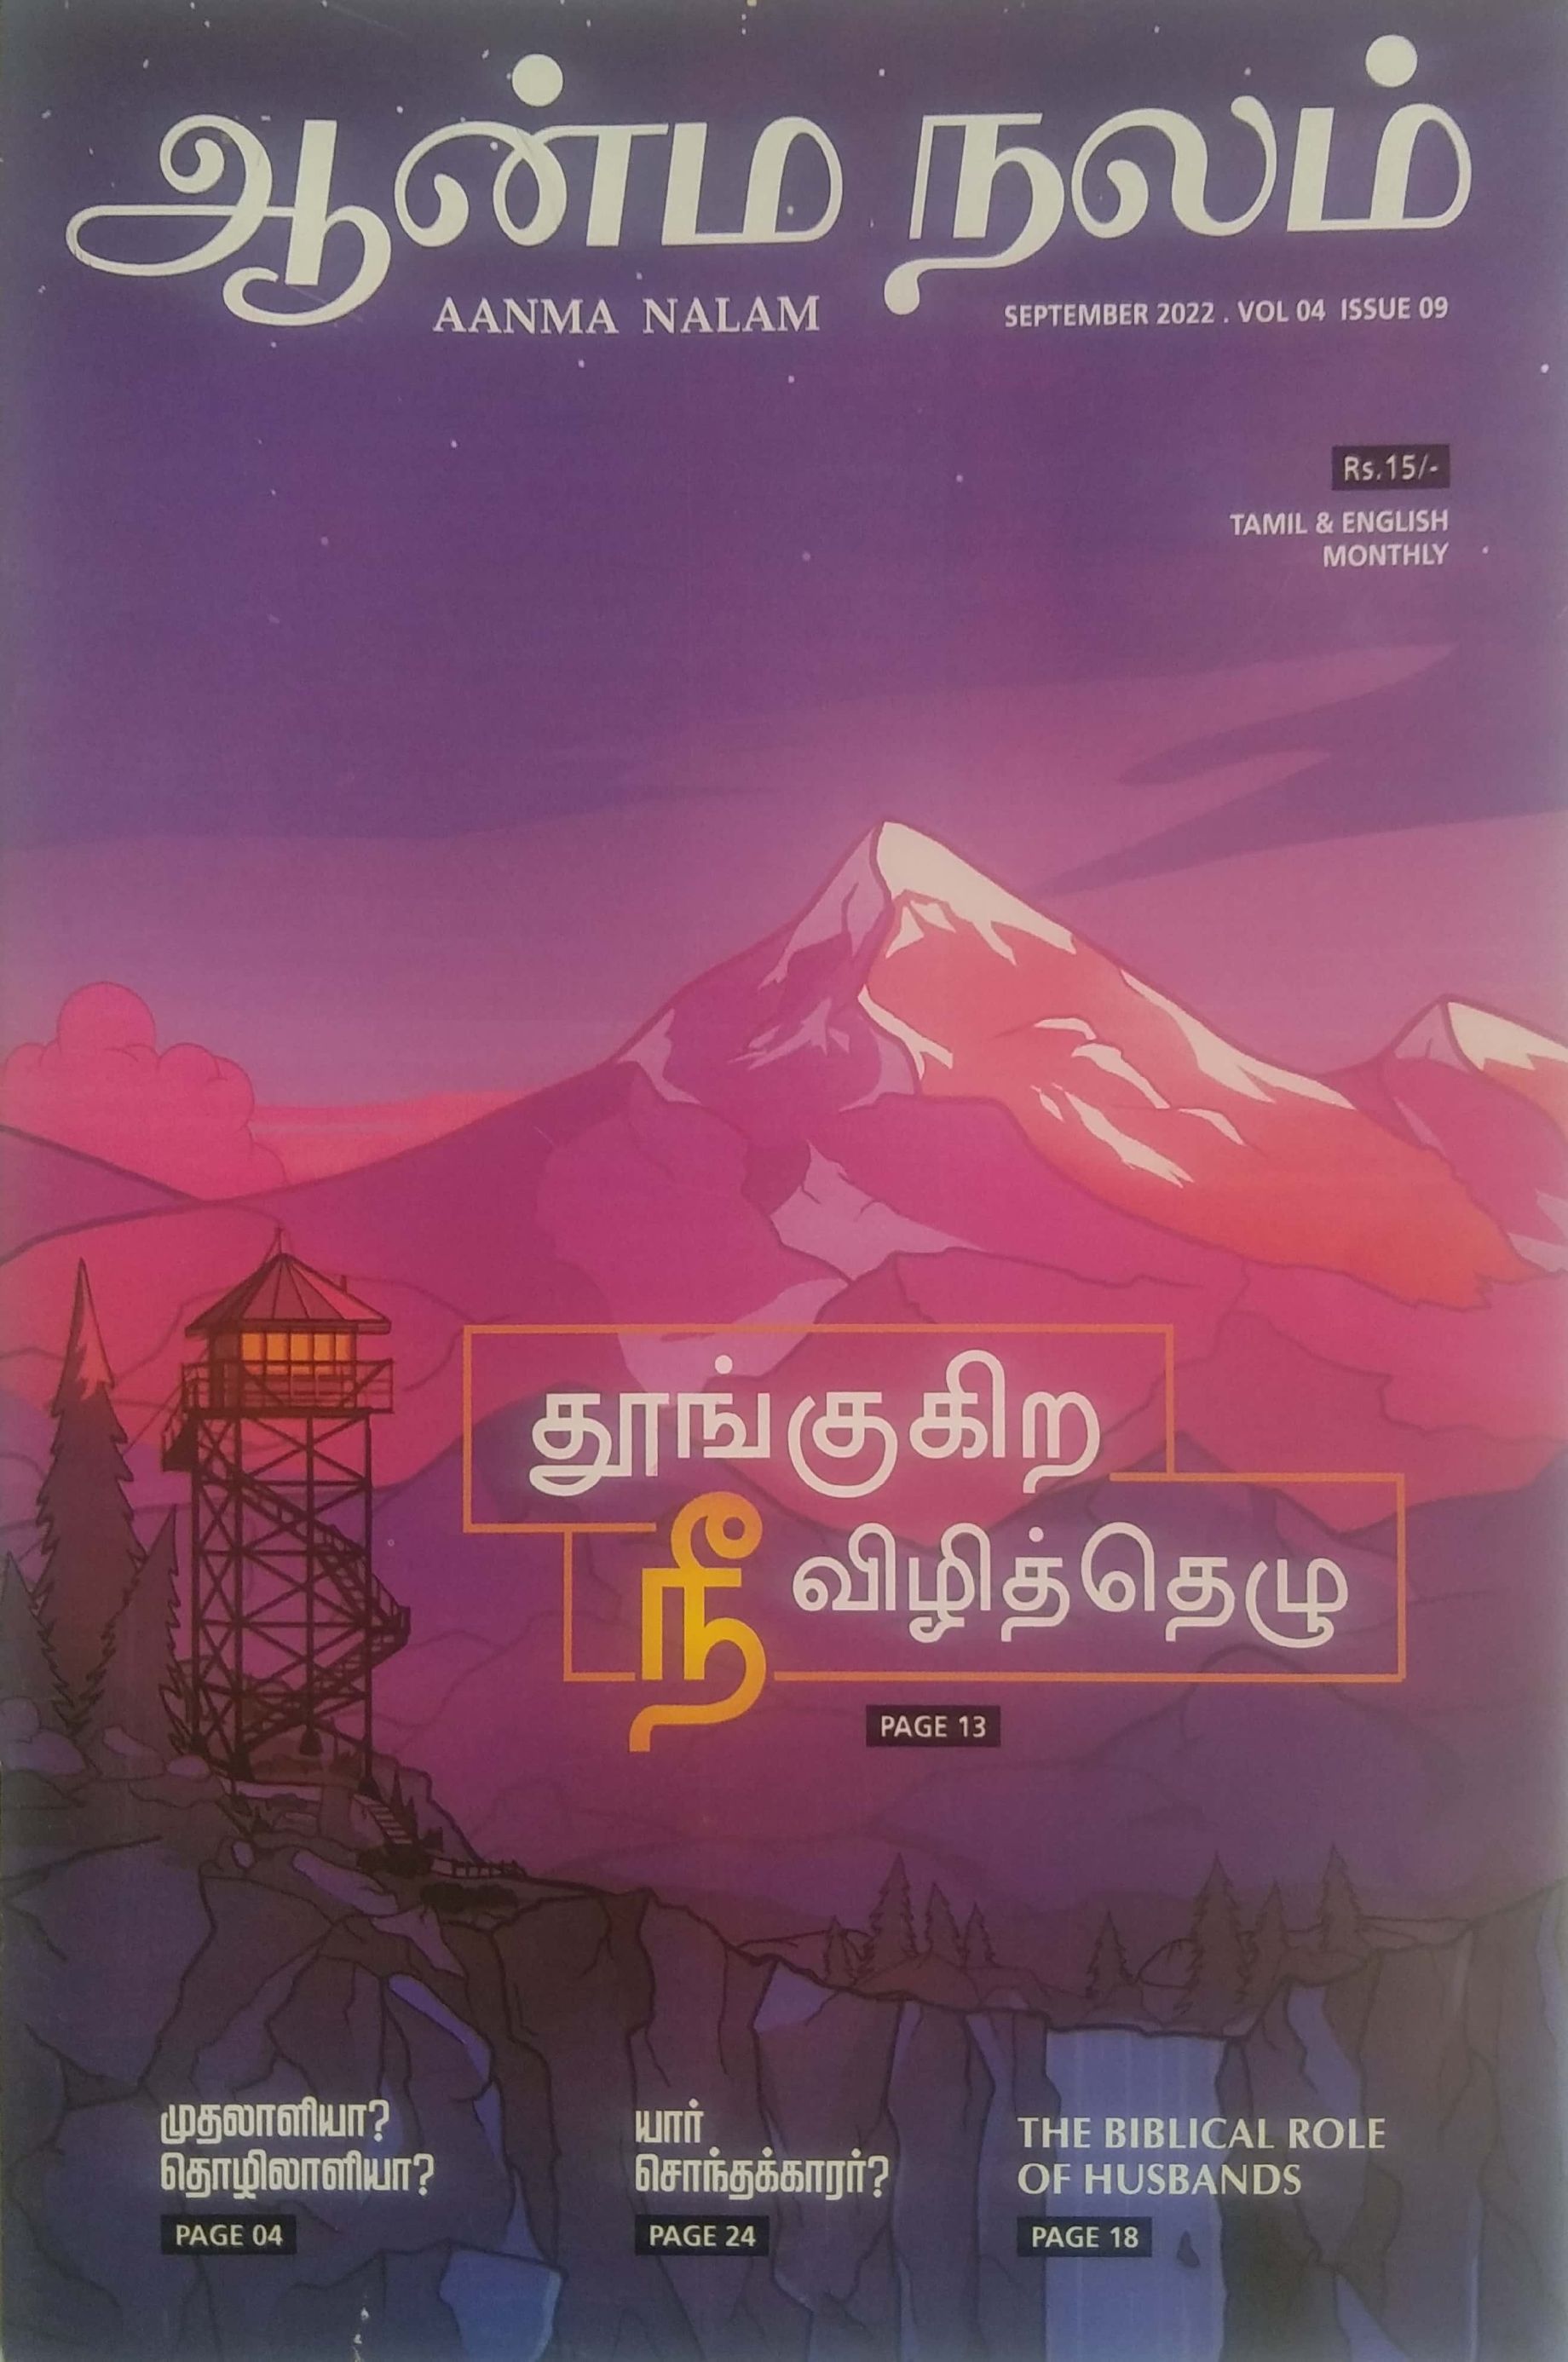 ஆன்ம நலம்
AANMA NALAM
SEPTEMBER 2022 . VOL 04 ISSUE 09
Rs.15/-
TAMIL & ENGLISH
MONTHLY
தூங்குகிற
நீ விழித்தெழு
PAGE 13
முதலாளியா?
தொழிலாளியா?
PAGE 04
யார்
சொந்தக்காரர்?
PAGE 24
THE BIBLICAL ROLE
OF HUSBANDS
PAGE 18